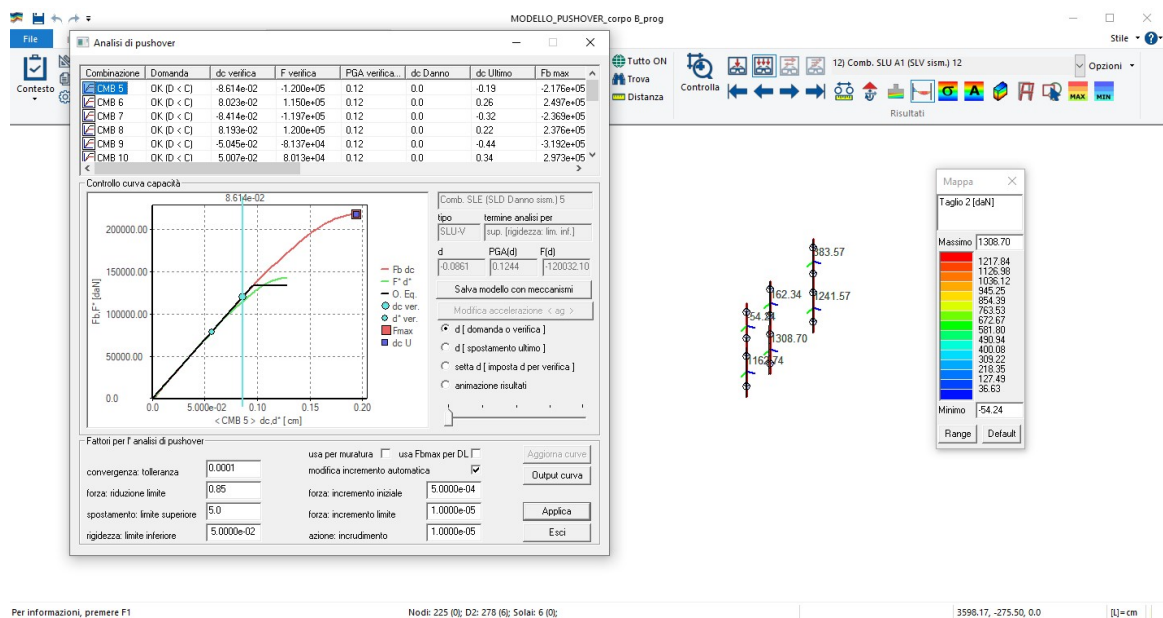 MODELLO_PUSHOVER_corpo B_prog
File
Stile
Analisi di pushover
Contesto
Tutto ON
Trova
Distanza
Controlla
12) Comb. SLU A1 (SLV sism.) 12
Opzioni
MAX
MIN
Risultati
Combinazione Domanda dc verifica F verifica PGA verifica... dc Danno dc Ultimo Fb max
CMB 5 OK (D < C) -8.614e-02 -1.200e+05 0.12 0.0 -0.19 -2.176e+05
CMB 6 OK (D < C) 8.023e-02 1.150e+05 0.12 0.0 0.26 2.497e+05
CMB 7 OK (D < C) -8.414e-02 -1.197e+05 0.12 0.0 -0.32 -2.369e+05
CMB 8 OK (D < C) 8.193e-02 1.200e+05 0.12 0.0 0.22 2.376e+05
CMB 9 OK (D < C) -5.045e-02 -8.137e+04 0.12 0.0 -0.44 -3.192e+05
CMB 10 OK (D < C) 5.007e-02 8.013e+04 0.12 0.0 0.34 2.973e+05
Controllo curva capacità
8.614e-02
200000.00
150000.00
100000.00
50000.00
0.0
Fb,F* [daN]
0.0 5.000e-02 0.10 0.15 0.20
< CMB 5 > dc,d* [cm]
Fb dc
F* d*
O. Eq.
dc ver.
d* ver.
Fmax
dc U
Comb. SLE (SLD Danno sism.) 5
tipo termine analisi per
SLU-V sup. (rigidezza: lim. inf.)
d PGA(d) F(d)
-0.0861 0.1244 -120032.10
Salva modello con meccanismi
Modifica accelerazione < ag >
d [ domanda o verifica ]
d [ spostamento ultimo ]
setta d [ imposta d per verifica ]
animazione risultati
Fattori per l' analisi di pushover
usa per muratura usa Fbmax per DL Aggiorna curve
convergenza: tolleranza 0.0001 modifica incremento automatica Output curva
forza: riduzione limite 0.85 forza: incremento iniziale 5.0000e-04
spostamento: limite superiore 5.0 forza: incremento limite 1.0000e-05 Applica
rigidezza: limite inferiore 5.0000e-02 azione: incrudimento 1.0000e-05 Esci
383.57
162.34
1241.57
-54.24
1308.70
1163.74
Mappa
Taglio 2 [daN]
Massimo 1308.70
1217.84
1126.98
1036.12
945.25
854.39
763.53
672.67
581.80
490.94
400.08
309.22
218.35
127.49
36.63
Minimo -54.24
Range Default
Per informazioni, premere F1
Nodi: 225 (0); D2: 278 (6); Solai: 6 (0);
3598.17, -275.50, 0.0
[L]=cm